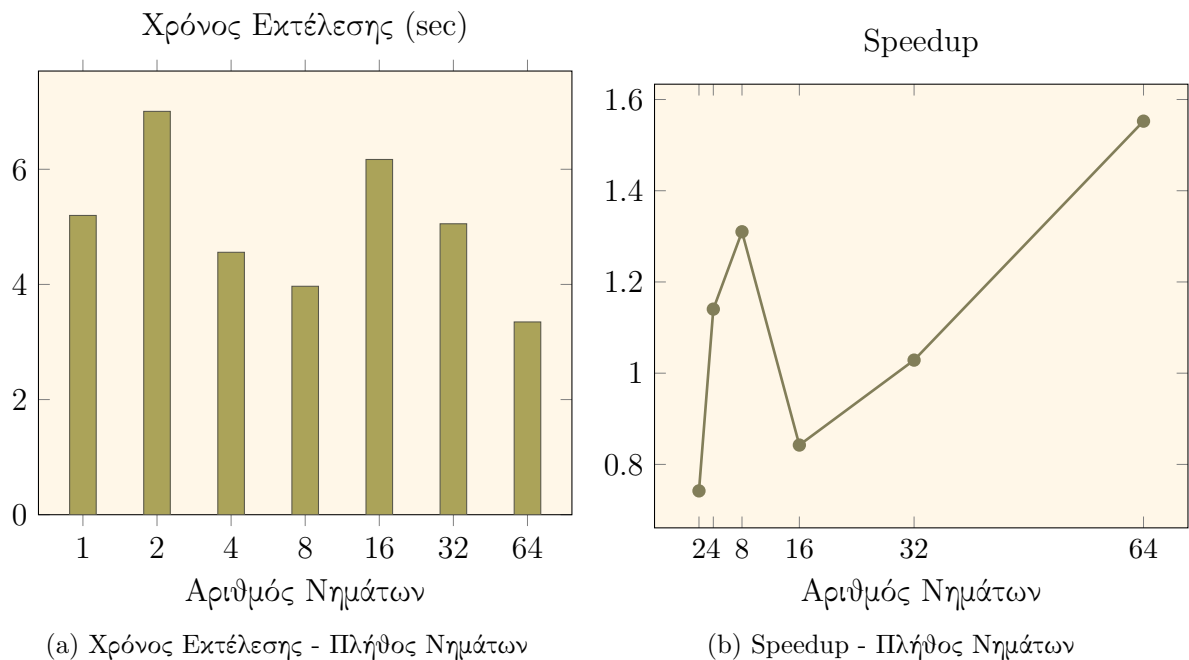 Χρόνος Εκτέλεσης (sec)
6
4
2
0
1 2 4 8 16 32 64
Αριθμός Νημάτων
(a) Χρόνος Εκτέλεσης - Πλήθος Νημάτων
Speedup
1.6
1.4
1.2
1
0.8
2 4 8 16 32 64
Αριθμός Νημάτων
(b) Speedup - Πλήθος Νημάτων